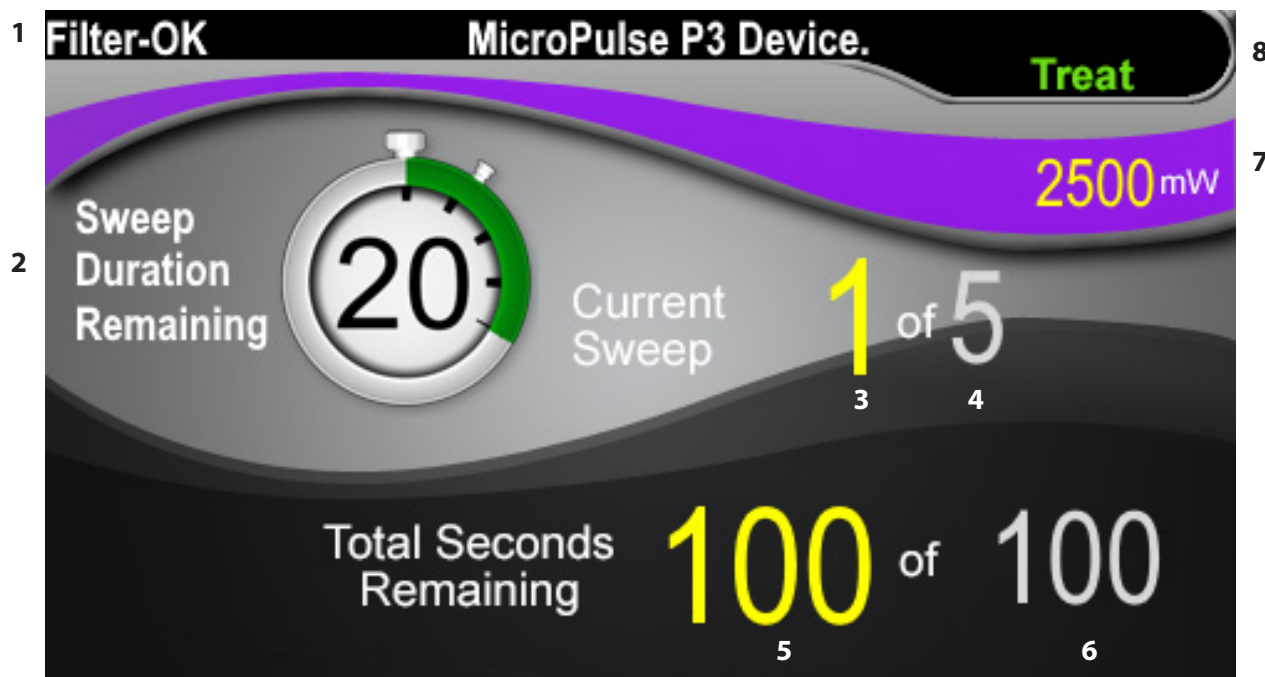 1
Filter-OK
MicroPulse P3 Device.
8
Treat
7
2500 mW
2
Sweep
Duration
Remaining
20
Current
Sweep
1 of 5
3
4
Total Seconds
Remaining
100 of 100
5
6